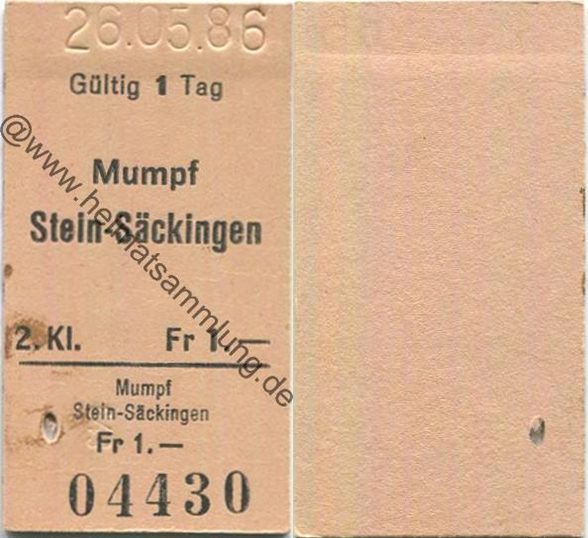 26.05.86
Gültig 1 Tag
Mumpf
Stein-Säckingen
2. Kl. Fr 1.—
Mumpf
Stein-Säckingen
Fr 1.—
04430
@www.heimatsammlung.de